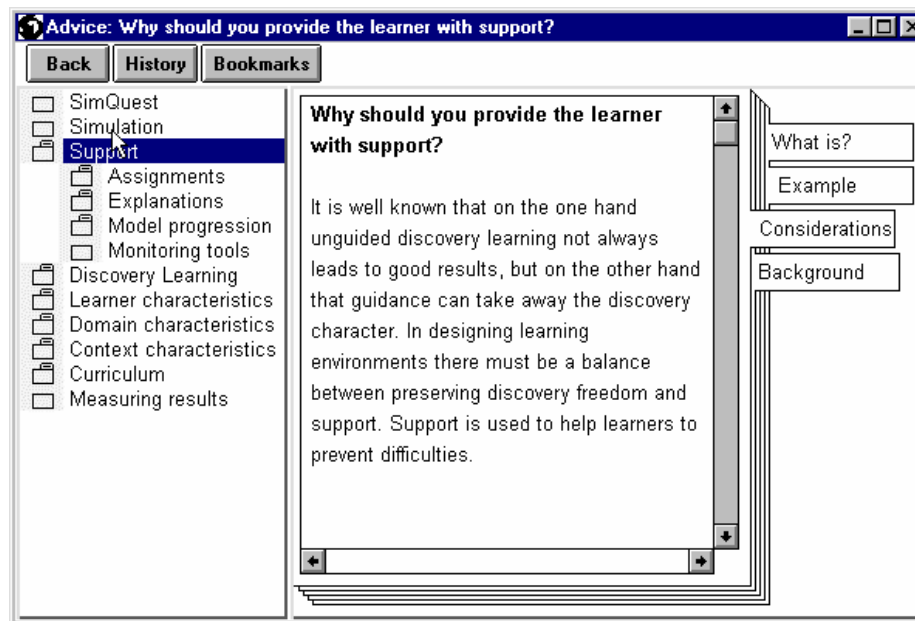 Advice: Why should you provide the learner with support?
Back History Bookmarks
SimQuest
Simulation
Support
Assignments
Explanations
Model progression
Monitoring tools
Discovery Learning
Learner characteristics
Domain characteristics
Context characteristics
Curriculum
Measuring results
Why should you provide the learner
with support?
It is well known that on the one hand
unguided discovery learning not always
leads to good results, but on the other hand
that guidance can take away the discovery
character. In designing learning
environments there must be a balance
between preserving discovery freedom and
support. Support is used to help learners to
prevent difficulties.
What is?
Example
Considerations
Background